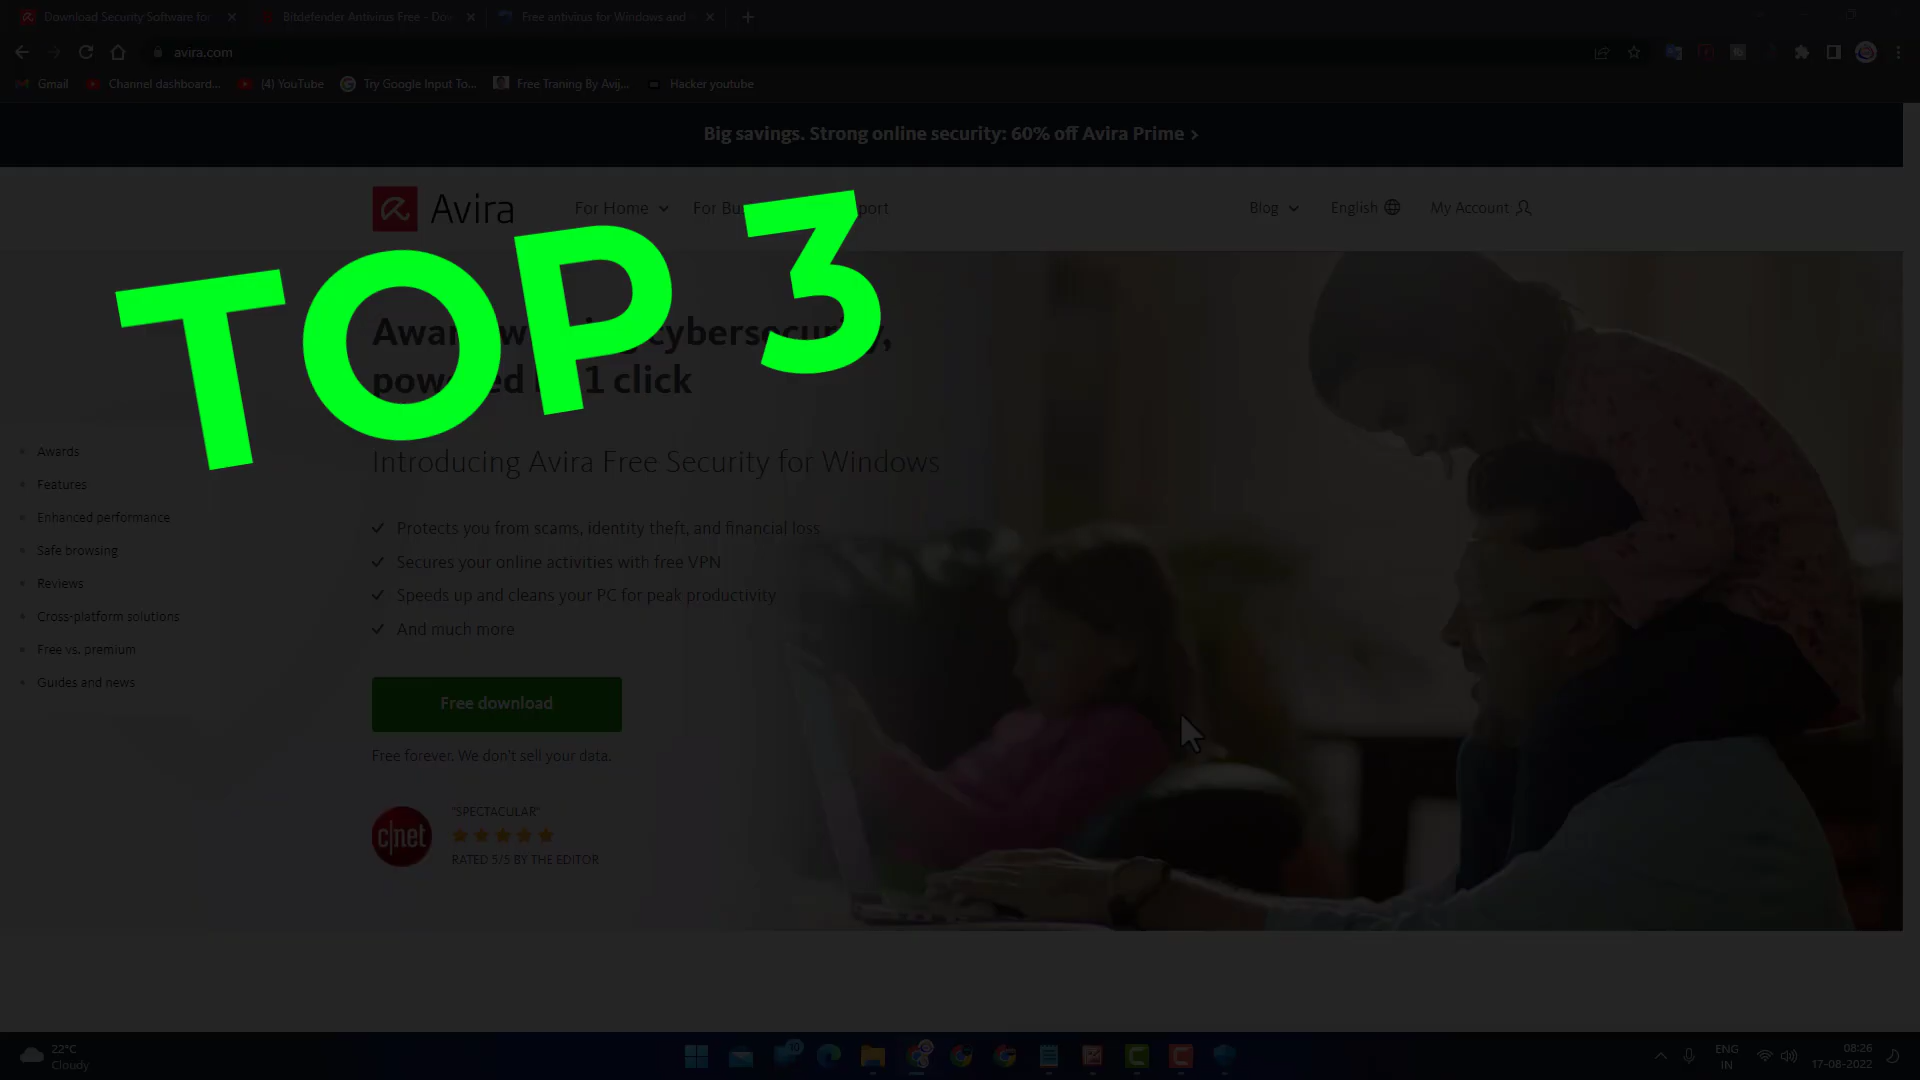 Download Security Software for
Bitdefender Antivirus Free - Dov
Free antivirus for Windows and
avira.com
Gmail
Channel dashboard...
(4) YouTube
Try Google Input To...
Free Traning By Avij...
Hacker youtube
Big savings. Strong online security: 60% off Avira Prime >
Avira
For Home
For Bu
port
Blog
English
My Account
TOP 3
powered 1 click
Introducing Avira Free Security for Windows
Awards
Features
Enhanced performance
Safe browsing
Reviews
Cross-platform solutions
Free vs. premium
Guides and news
Protects you from scams, identity theft, and financial loss
Secures your online activities with free VPN
Speeds up and cleans your PC for peak productivity
And much more
Free download
Free forever. We don't sell your data.
c|net
"SPECTACULAR"
RATED 5/5 BY THE EDITOR
22°C
Cloudy
10
ENG
IN
08:26
17-08-2022